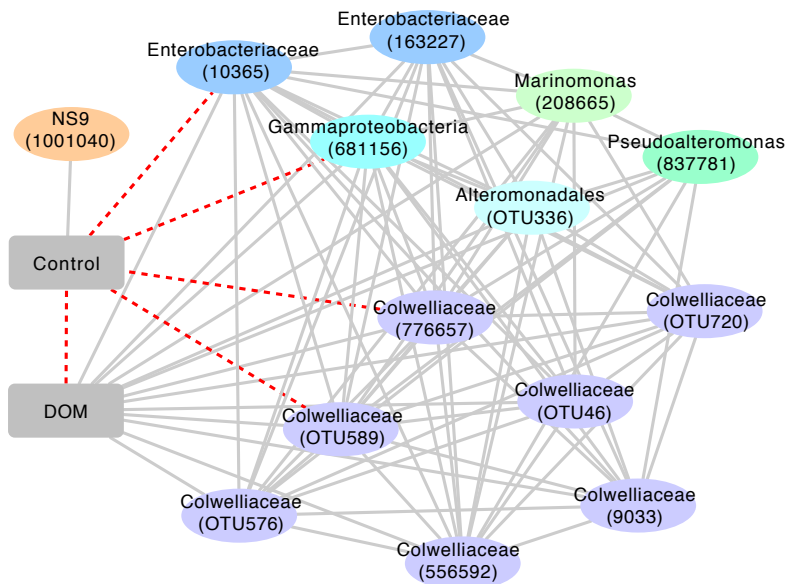 Enterobacteriaceae
(163227)
Enterobacteriaceae
(10365)
Marinomonas
(208665)
NS9
(1001040)
Gammaproteobacteria
(681156)
Pseudoalteromonas
(837781)
Alteromonadales
(OTU336)
Control
Colwelliaceae
(776657)
Colwelliaceae
(OTU720)
DOM
Colwelliaceae
(OTU46)
Colwelliaceae
(OTU589)
Colwelliaceae
(9033)
Colwelliaceae
(OTU576)
Colwelliaceae
(556592)